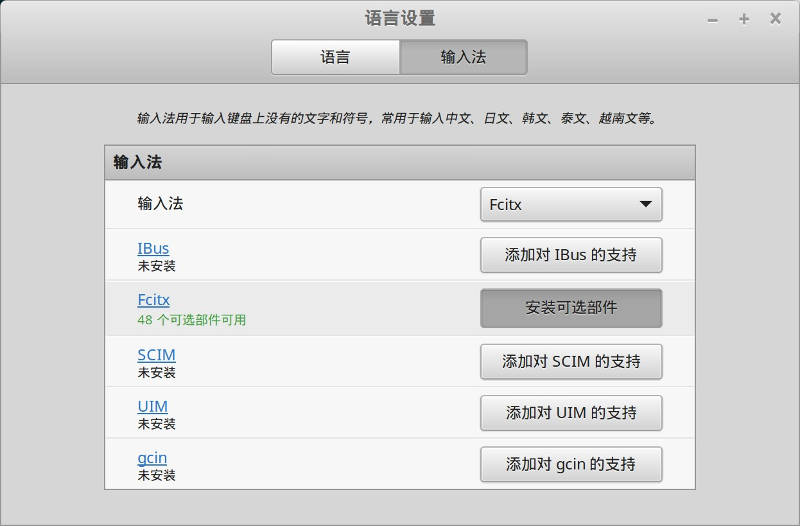 语言设置
语言 输入法
输入法用于输入键盘上没有的文字和符号，常用于输入中文、日文、韩文、泰文、越南文等。
输入法
输入法 Fcitx
IBus
未安装
添加对 IBus 的支持
Fcitx
48 个可选部件可用
安装可选部件
SCIM
未安装
添加对 SCIM 的支持
UIM
未安装
添加对 UIM 的支持
gcin
未安装
添加对 gcin 的支持